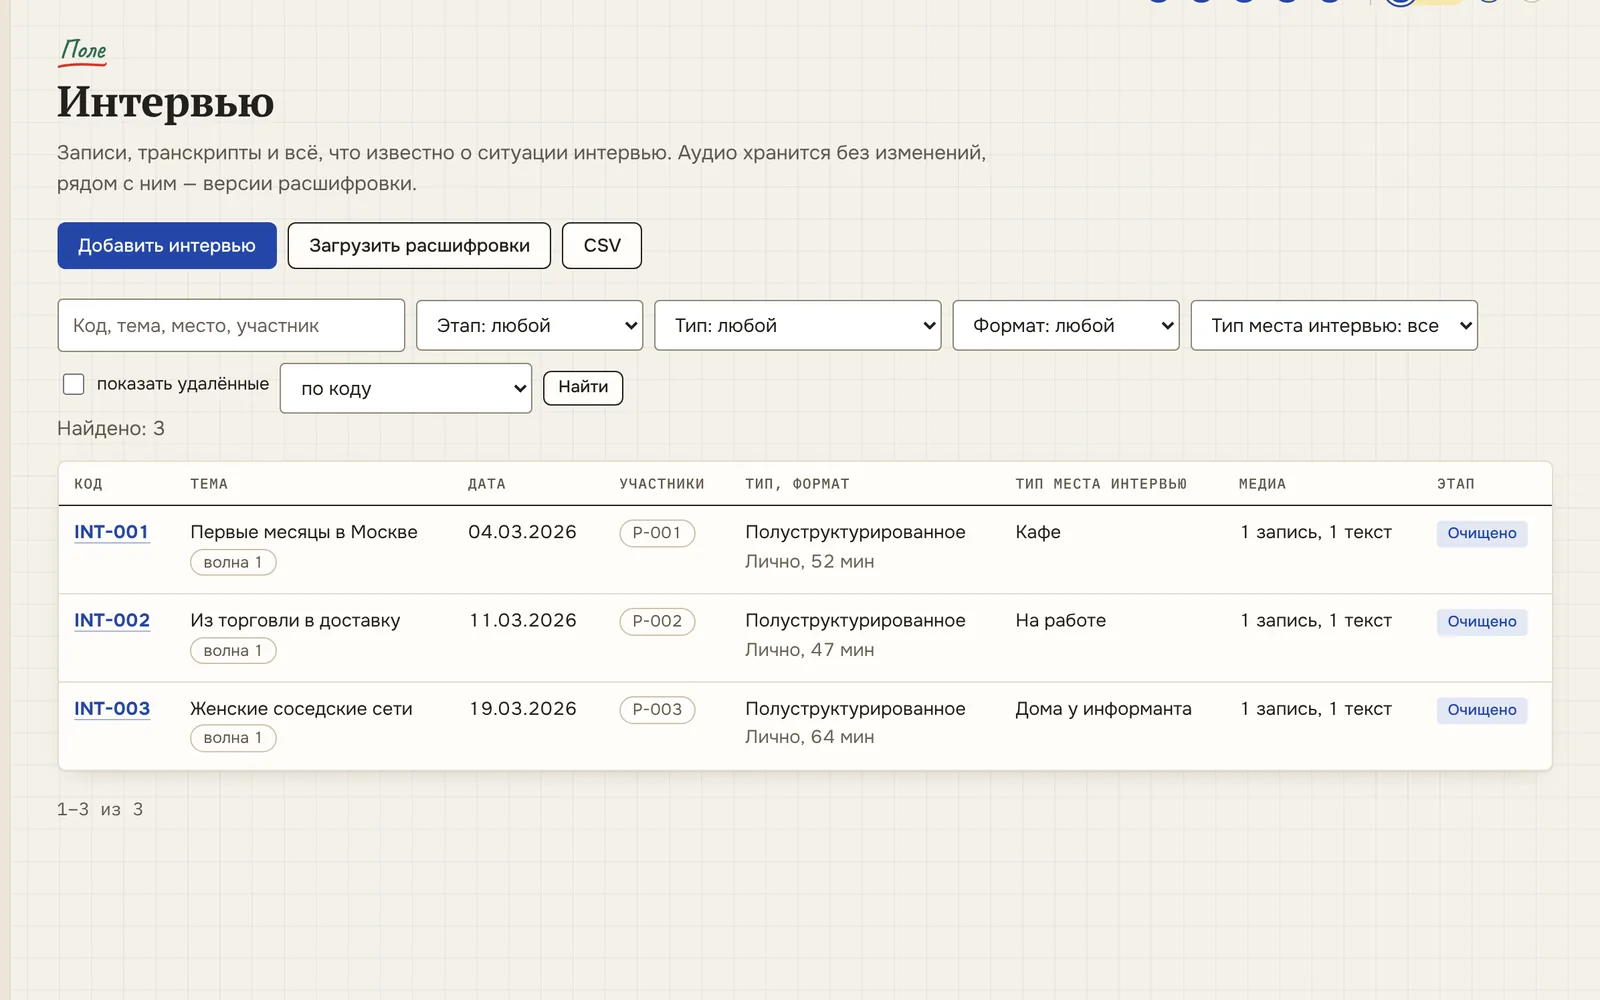 Поле
Интервью
Записи, транскрипты и всё, что известно о ситуации интервью. Аудио хранится без изменений,
рядом с ним — версии расшифровки.
Добавить интервью Загрузить расшифровки CSV
Код, тема, место, участник Этап: любой Тип: любой Формат: любой Тип места интервью: все
показать удалённые по коду Найти
Найдено: 3
КОД ТЕМА ДАТА УЧАСТНИКИ ТИП, ФОРМАТ ТИП МЕСТА ИНТЕРВЬЮ МЕДИА ЭТАП
INT-001 Первые месяцы в Москве 04.03.2026 P-001 Полуструктурированное Кафе 1 запись, 1 текст Очищено
волна 1 Лично, 52 мин
INT-002 Из торговли в доставку 11.03.2026 P-002 Полуструктурированное На работе 1 запись, 1 текст Очищено
волна 1 Лично, 47 мин
INT-003 Женские соседские сети 19.03.2026 P-003 Полуструктурированное Дома у информанта 1 запись, 1 текст Очищено
волна 1 Лично, 64 мин
1–3 из 3